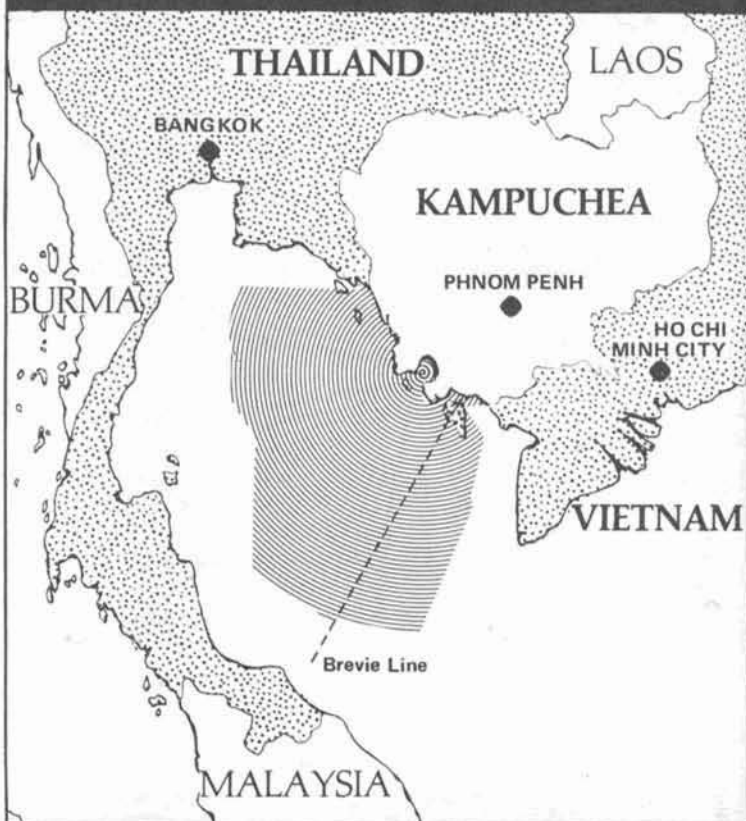 THAILAND
LAOS
BANGKOK
KAMPUCHEA
PHNOM PENH
BURMA
HO CHI
MINH CITY
VIETNAM
Brevie Line
MALAYSIA